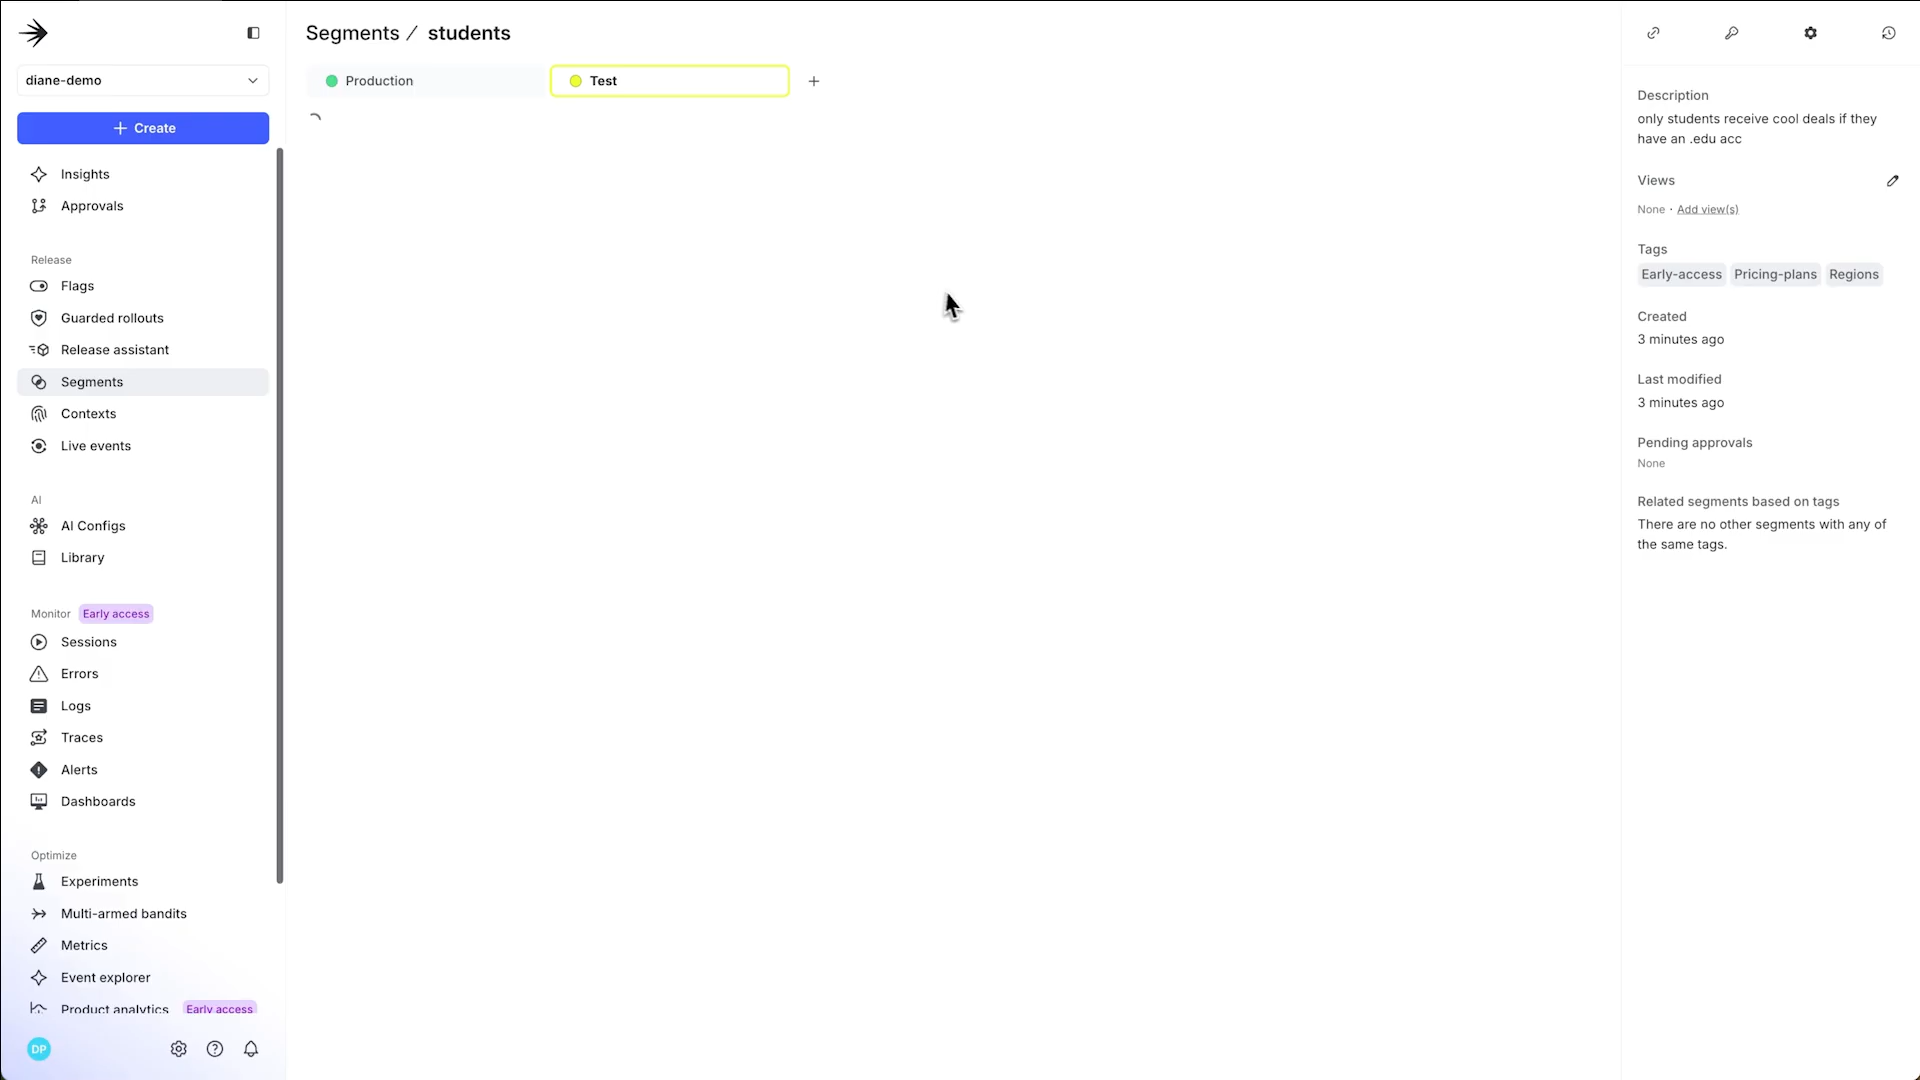 diane-demo
Create
Insights
Approvals
Release
Flags
Guarded rollouts
Release assistant
Segments
Contexts
Live events
AI
AI Configs
Library
Monitor Early access
Sessions
Errors
Logs
Traces
Alerts
Dashboards
Optimize
Experiments
Multi-armed bandits
Metrics
Event explorer
Product analytics Early access
DP
Segments / students
Production
Test
Description
only students receive cool deals if they
have an .edu acc
Views
None · Add view(s)
Tags
Early-access Pricing-plans Regions
Created
3 minutes ago
Last modified
3 minutes ago
Pending approvals
None
Related segments based on tags
There are no other segments with any of
the same tags.